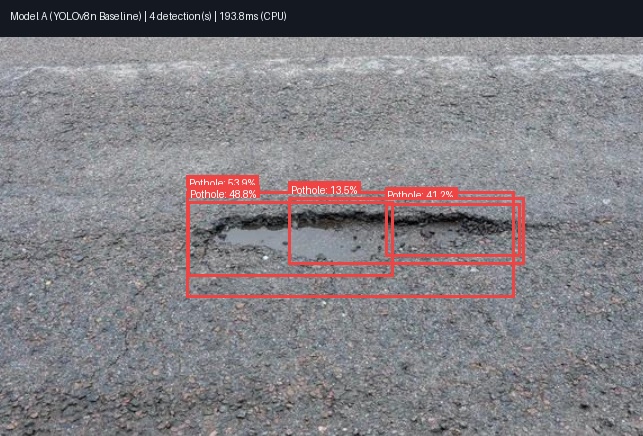 Model A (YOLOv8n Baseline) | 4 detection(s) | 193.8ms (CPU)
Pothole: 53.9%
Pothole: 48.8%
Pothole: 13.5%
Pothole: 41.2%